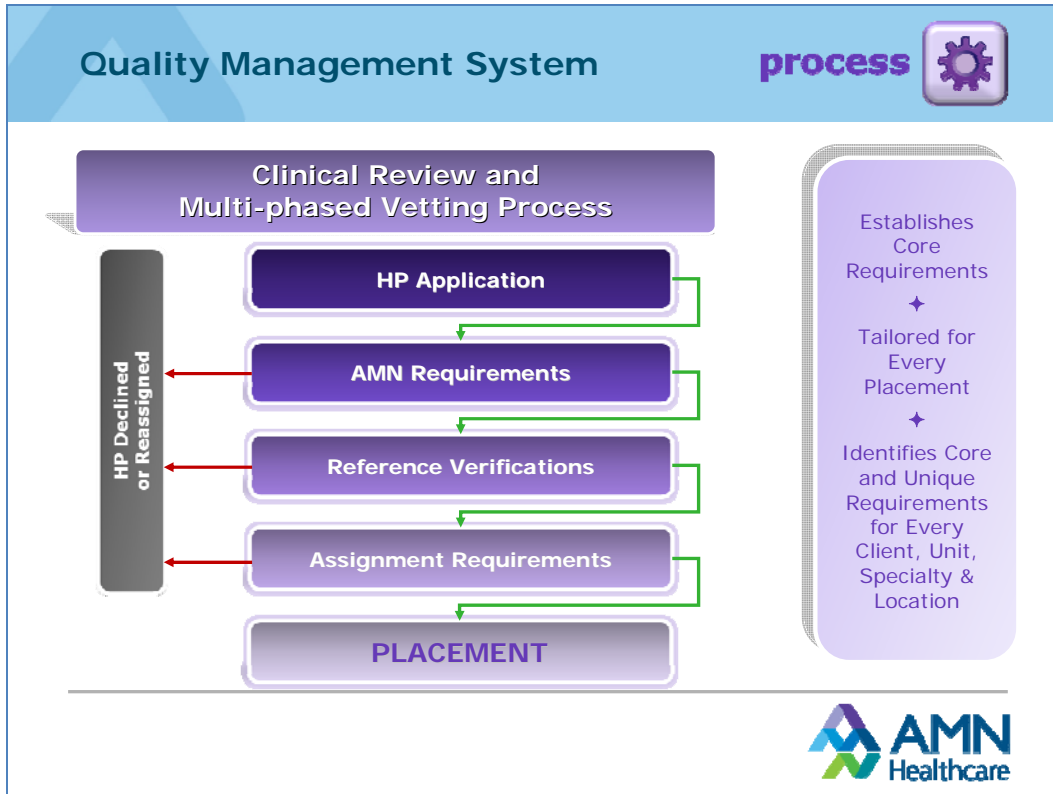 Quality Management System
process
Clinical Review and
Multi-phased Vetting Process
HP Declined
or Reassigned
HP Application
AMN Requirements
Reference Verifications
Assignment Requirements
PLACEMENT
Establishes
Core
Requirements
Tailored for
Every
Placement
Identifies Core
and Unique
Requirements
for Every
Client, Unit,
Specialty &
Location
AMN
Healthcare